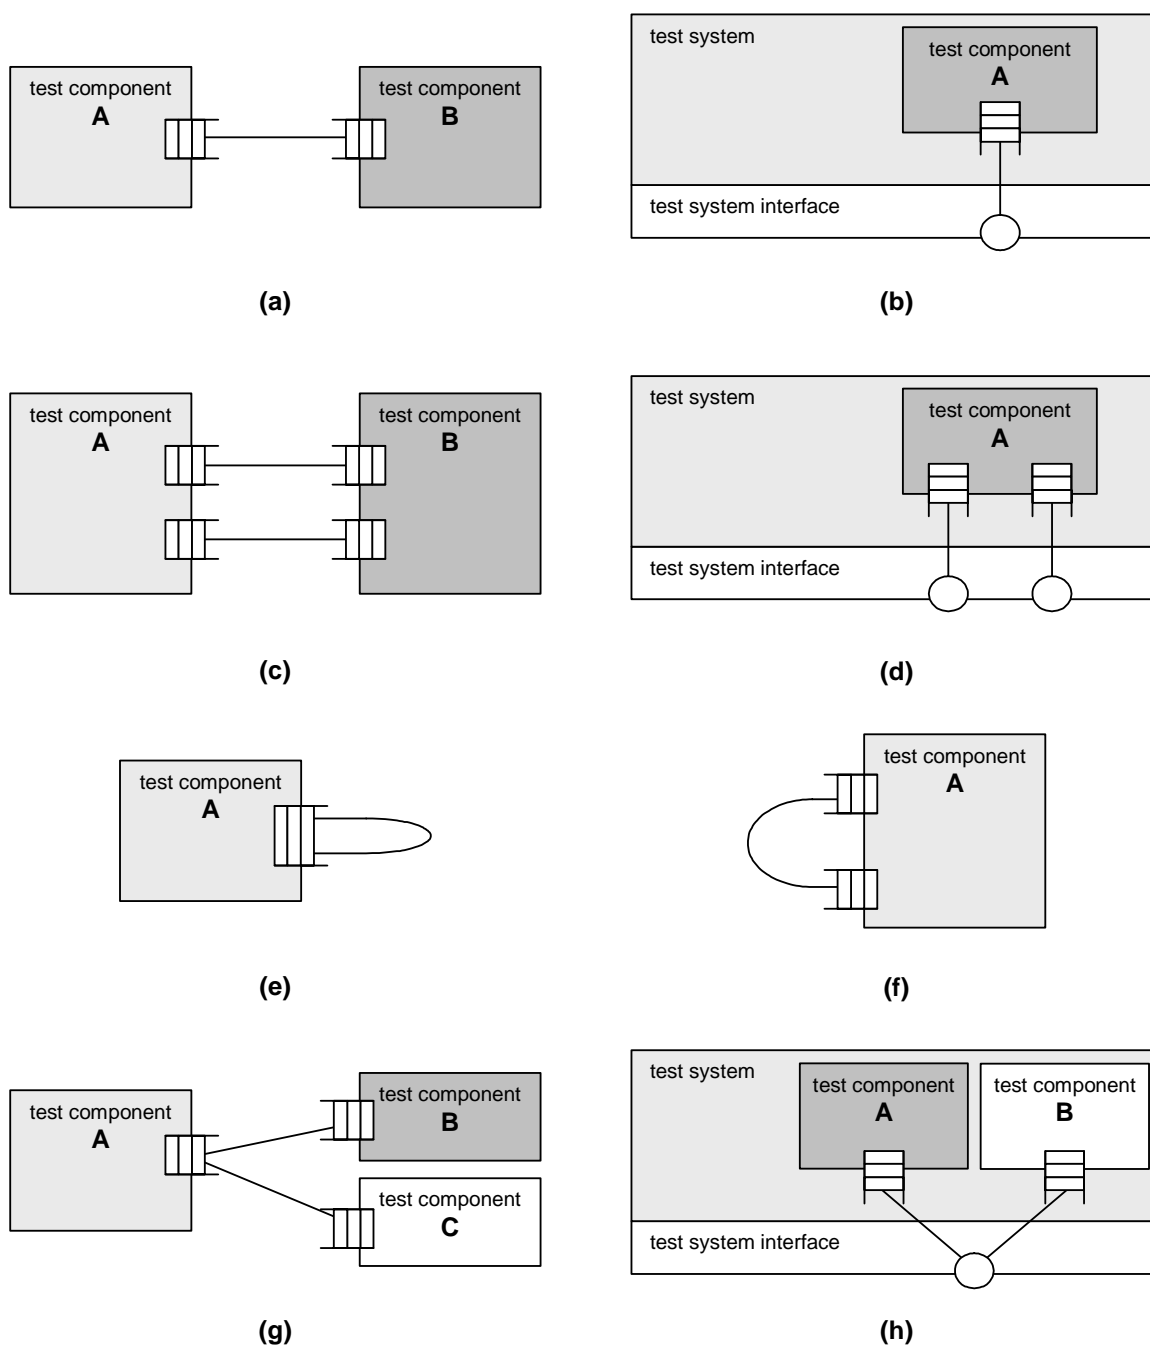 test component
A
test component
B
(a)
test system
test component
A
test system interface
(b)
test component
A
test component
B
(c)
test system
test component
A
test system interface
(d)
test component
A
(e)
test component
A
(f)
test component
A
test component
B
test component
C
(g)
test system
test component
A
test component
B
test system interface
(h)